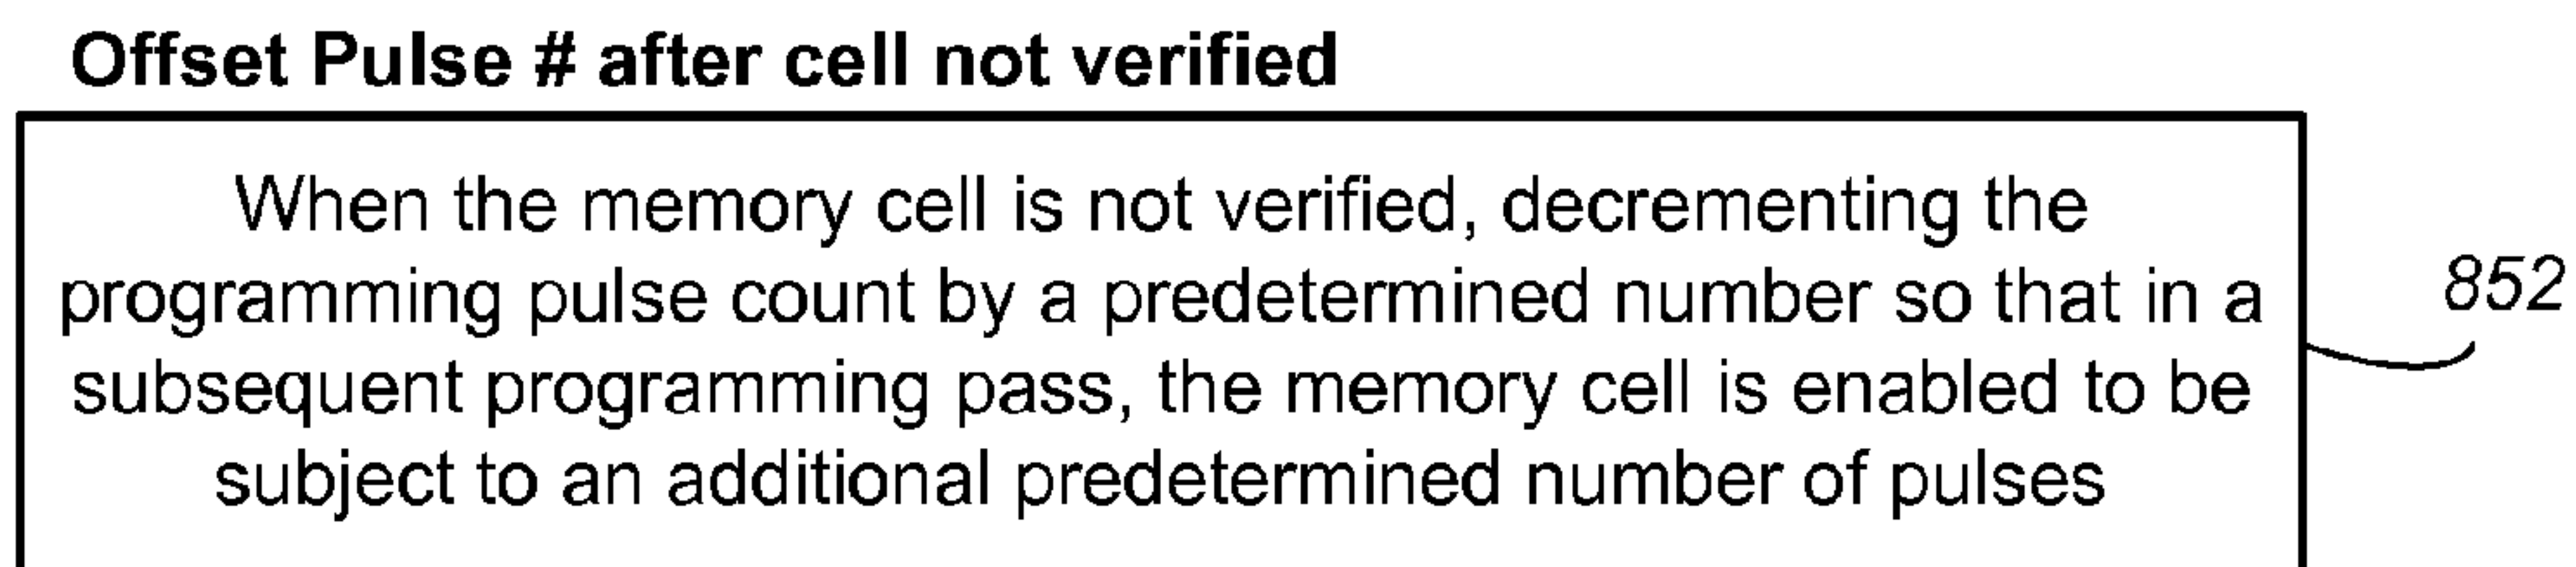 Offset Pulse # after cell not verified
When the memory cell is not verified, decrementing the
programming pulse count by a predetermined number so that in a
subsequent programming pass, the memory cell is enabled to be
subject to an additional predetermined number of pulses
852